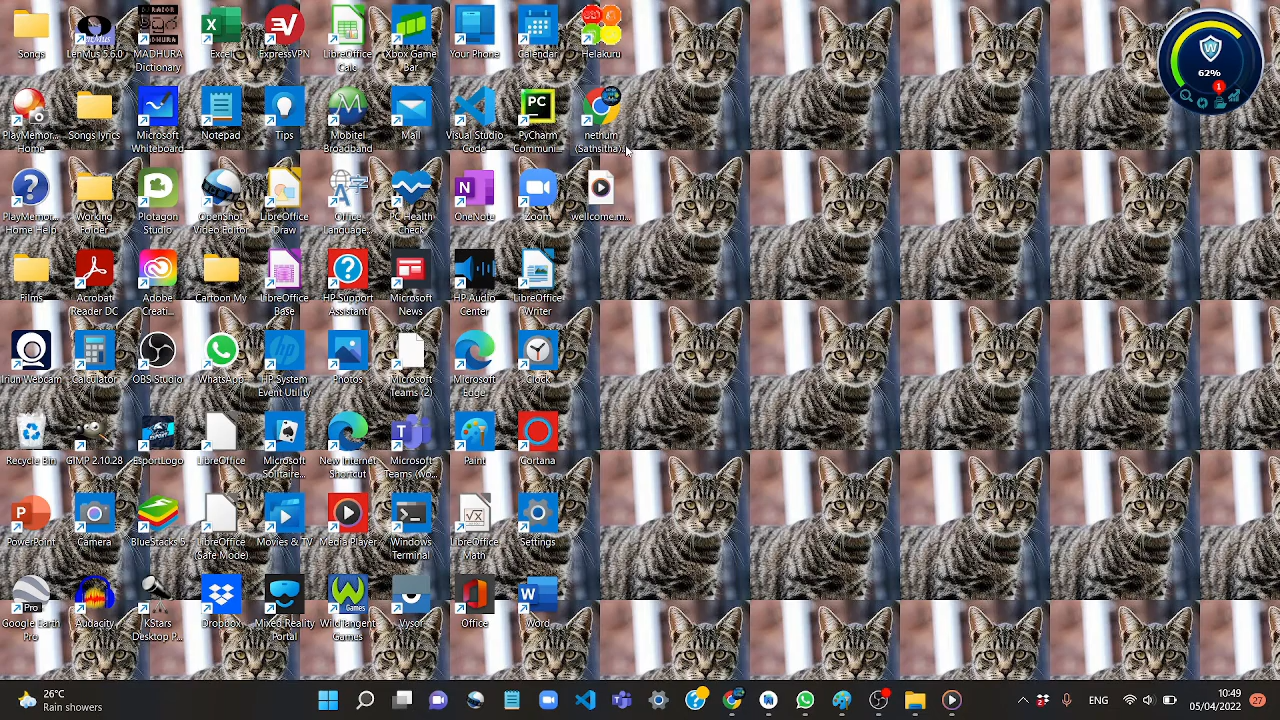 Songs
LenMus 5.6.0
MADHURA
Dictionary
Excel
ExpressVPN
LibreOffice
Calc
Xbox Game
Bar
Your Phone
Calendar
Helakuru
62%
1
PlayMemor...
Home
Songs lyrics
Microsoft
Whiteboard
Notepad
Tips
Mobitel
Broadband
Mail
Visual Studio
Code
PyCharm
Commun...
nethum
(Sathsitha)...
PlayMemor...
Home Help
Working
Folder
Plotagon
Studio
OpenShot
Video Editor
LibreOffice
Draw
Office
Language...
PC Health
Check
OneNote
Zoom
wellcome.m...
Films
Acrobat
Reader DC
Adobe
Creati...
Cartoon My
LibreOffice
Base
HP Support
Assistant
Microsoft
News
HP Audio
Center
LibreOffice
Writer
Iriun Webcam
Calculator
OBS Studio
WhatsApp
HP System
Event Utility
Photos
Microsoft
Teams (2)
Microsoft
Edge
Clock
Recycle Bin
GIMP 2.10.28
EsportLogo
LibreOffice
Microsoft
Solitaire...
New Internet
Shortcut
Microsoft
Teams (wo...
Paint
Cortana
PowerPoint
Camera
BlueStacks 5
LibreOffice
(Safe Mode)
Movies & TV
Media Player
Windows
Terminal
LibreOffice
Math
Settings
Google Earth
Pro
Audacity
KStars
Desktop P...
Dropbox
Mixed Reality
Portal
WildTangent
Games
Vysor
Office
Word
26°C
Rain showers
ENG
10:49
05/04/2022
27